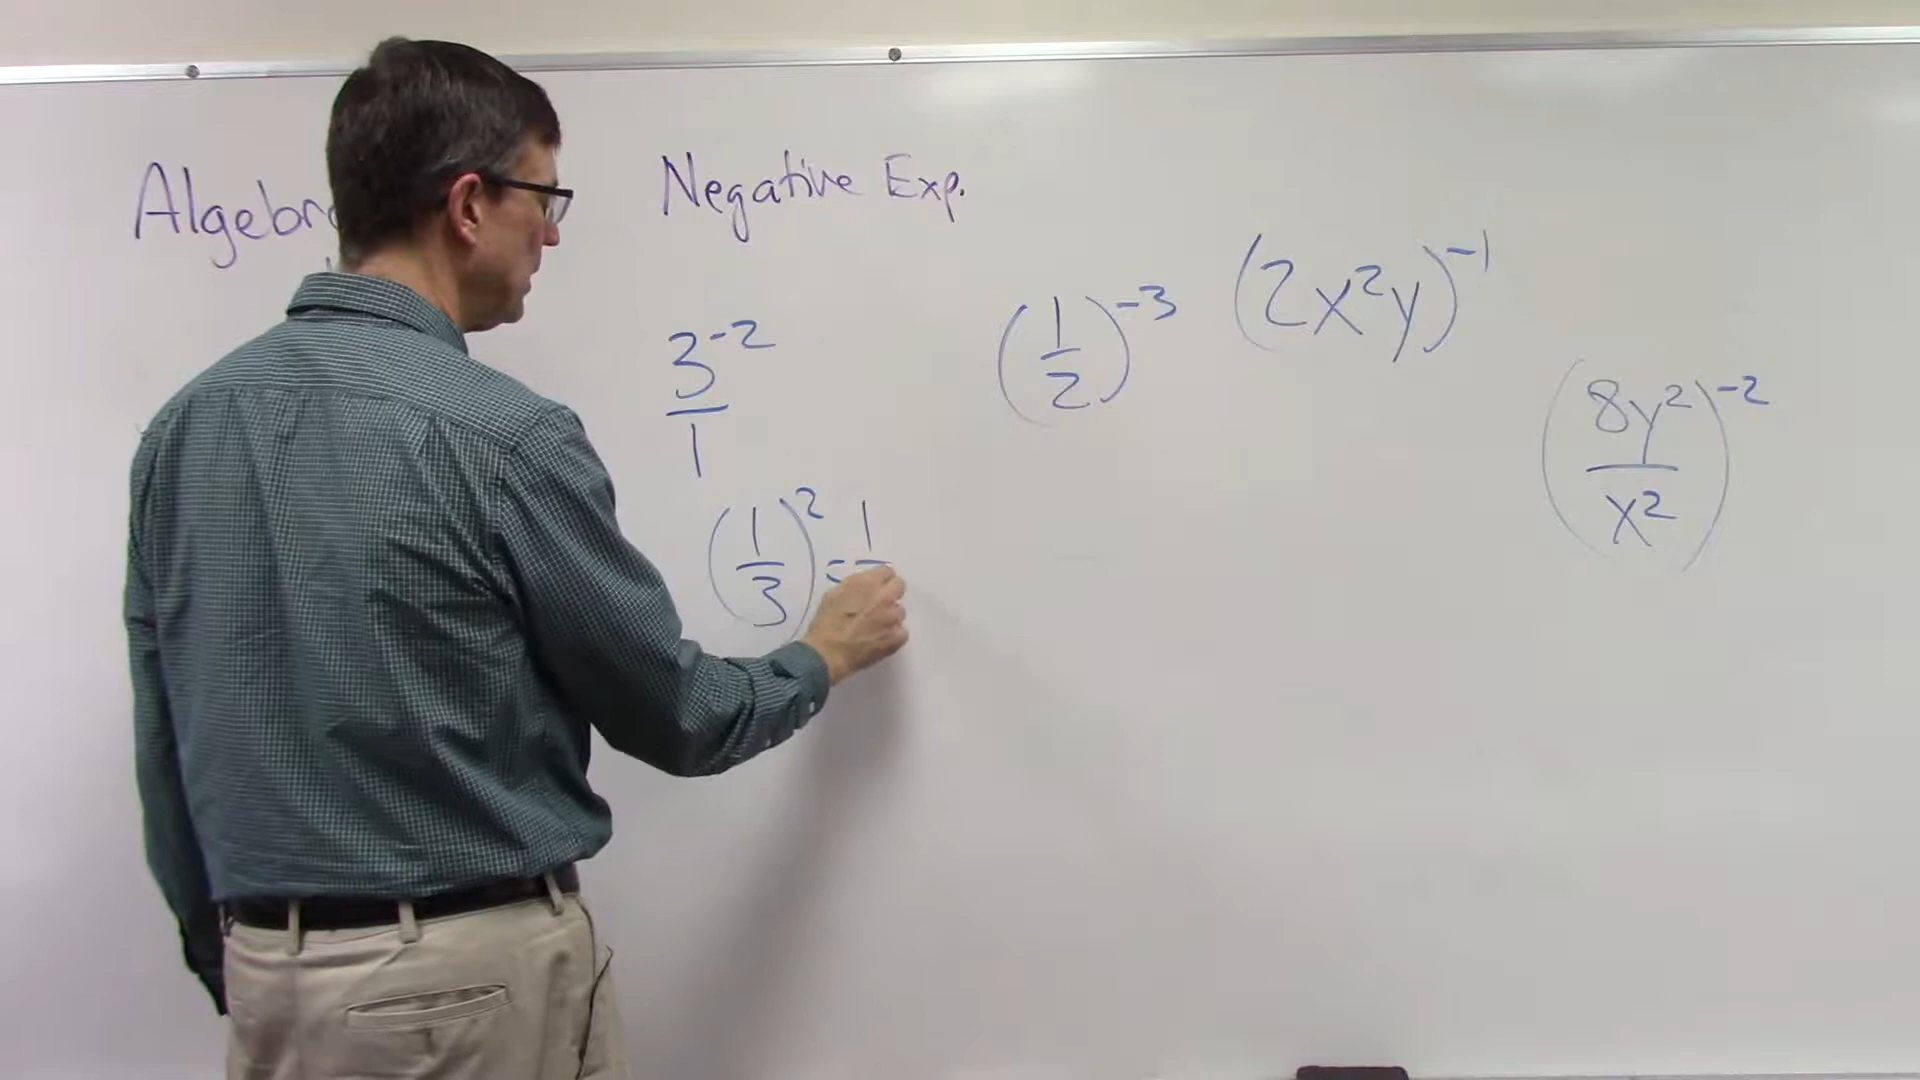 Algebra
Negative Exp.
3⁻²/1
(1/2)⁻³
(2x²y)⁻¹
(8y²/x²)⁻²
(1/3)² = 1/